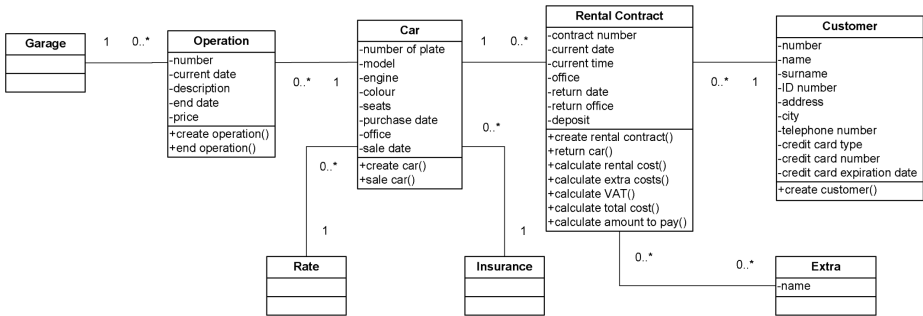 Garage
1 0..*
Operation
-number
-current date
-description
-end date
-price
+create operation()
+end operation()
0..* 1
Car
-number of plate
-model
-engine
-colour
-seats
-purchase date
-office
-sale date
+create car()
+sale car()
1 0..*
Rental Contract
-contract number
-current date
-current time
-office
-return date
-return office
-deposit
+create rental contract()
+return car()
+calculate rental cost()
+calculate extra costs()
+calculate VAT()
+calculate total cost()
+calculate amount to pay()
0..* 1
Customer
-number
-name
-surname
-ID number
-address
-city
-telephone number
-credit card type
-credit card number
-credit card expiration date
+create customer()
0..*
1
Rate
0..*
1
Insurance
0..*
0..*
Extra
-name